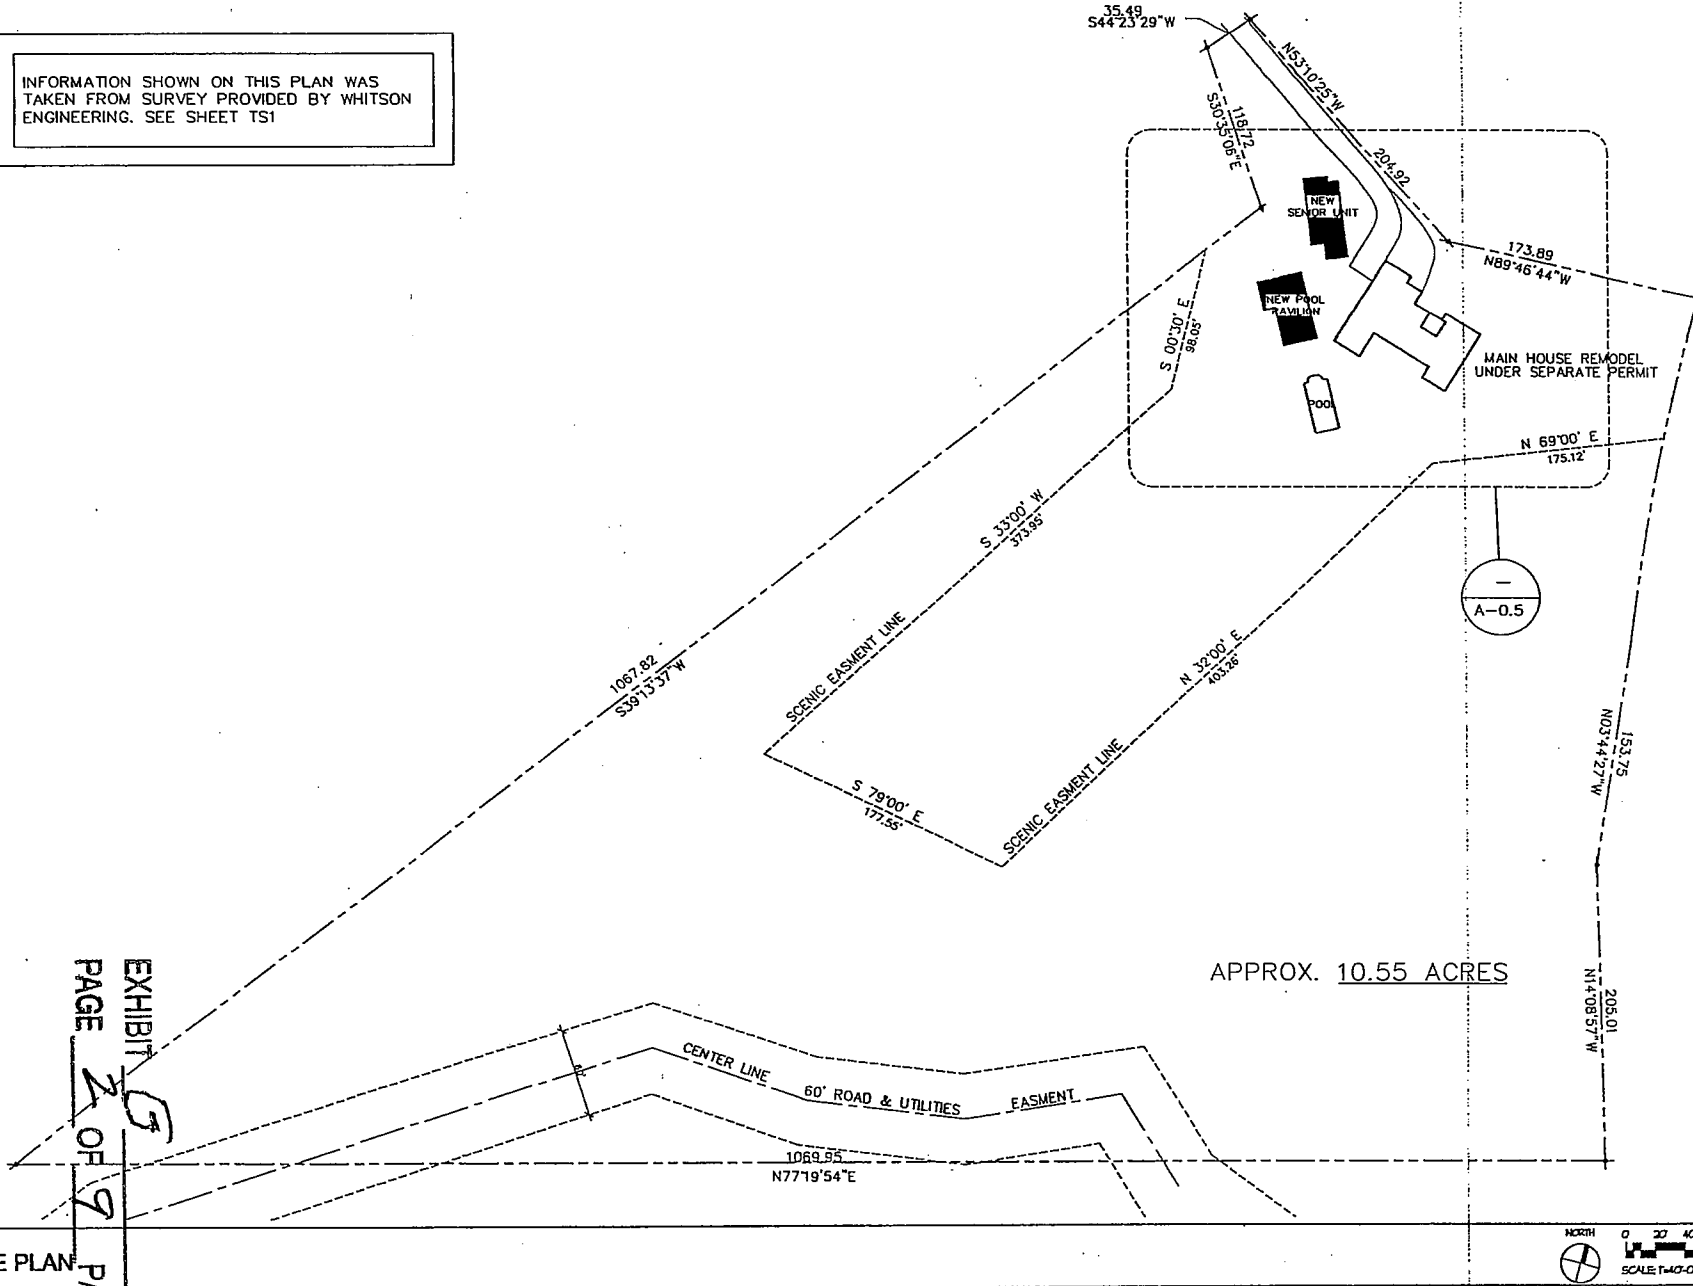 35.49
S44°23'29"W
INFORMATION SHOWN ON THIS PLAN WAS
TAKEN FROM SURVEY PROVIDED BY WHITSON
ENGINEERING. SEE SHEET TS1
N53°10'25"W
204.92
118.72
S30°35'06"E
NEW
SENIOR UNIT
173.89
N89°46'44"W
NEW POOL
PAVILION
S 00°30' E
98.05'
MAIN HOUSE REMODEL
UNDER SEPARATE PERMIT
POOL
N 69°00' E
175.12'
S 33°00' W
373.95'
A-0.5
SCENIC EASMENT LINE
N 32°00' E
403.26'
1067.82
S39°13'37"W
153.75
N03°44'27"W
SCENIC EASMENT LINE
S 79°00' E
177.55'
APPROX. 10.55 ACRES
205.01
N14°08'57"W
EXHIBIT G
PAGE 2 OF 9
CENTER LINE
60' ROAD & UTILITIES EASMENT
1069.95
N77°19'54"E
E PLAN
NORTH
0 20 40